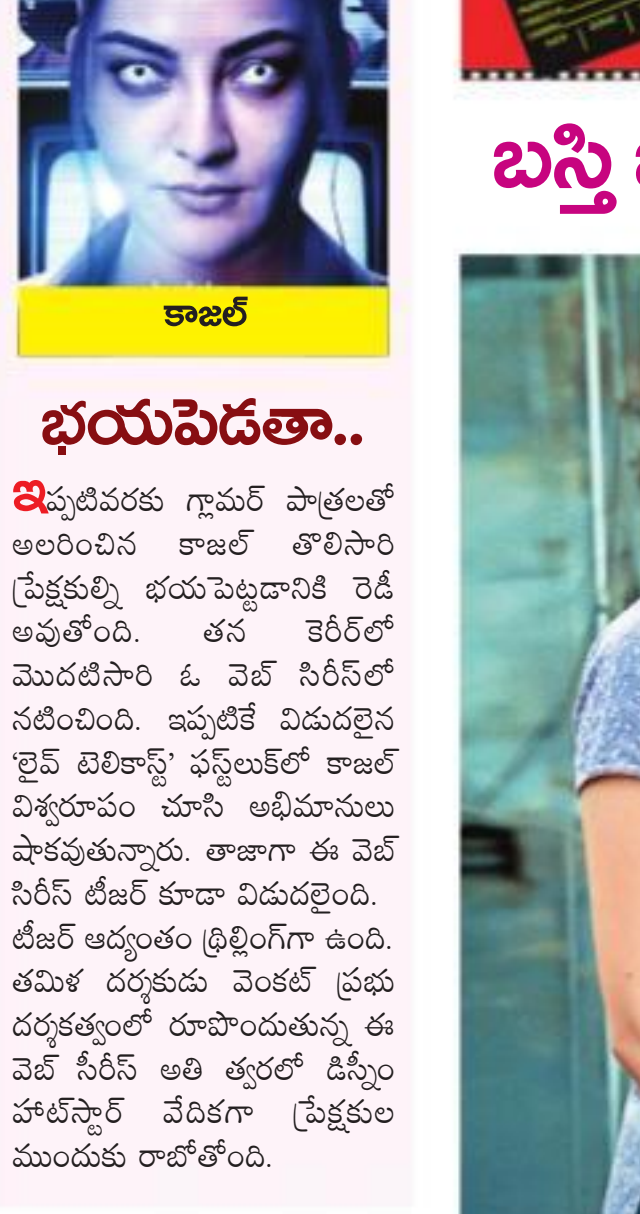 కాజల్
భయపెడతా..
ఇప్పటివరకు గ్లామర్ పాత్రలతో
అలరించిన కాజల్ తొలిసారి
ప్రేక్షకుల్ని భయపెట్టడానికి రెడీ
అవుతోంది. తన కెరీర్‌లో
మొదటిసారి ఓ వెబ్ సిరీస్‌లో
నటించింది. ఇప్పటికే విడుదలైన
‘లైవ్ టెలికాస్ట్’ ఫస్ట్‌లుక్‌లో కాజల్
విశ్వరూపం చూసి అభిమానులు
షాకవుతున్నారు. తాజాగా ఈ వెబ్
సిరీస్ టీజర్ కూడా విడుదలైంది.
టీజర్ ఆద్యంతం థ్రిల్లింగ్‌గా ఉంది.
తమిళ దర్శకుడు వెంకట్ ప్రభు
దర్శకత్వంలో రూపొందుతున్న ఈ
వెబ్ సీరీస్ అతి త్వరలో డిస్నీం
హాట్‌స్టార్ వేదికగా ప్రేక్షకుల
ముందుకు రాబోతోంది.
బస్తి